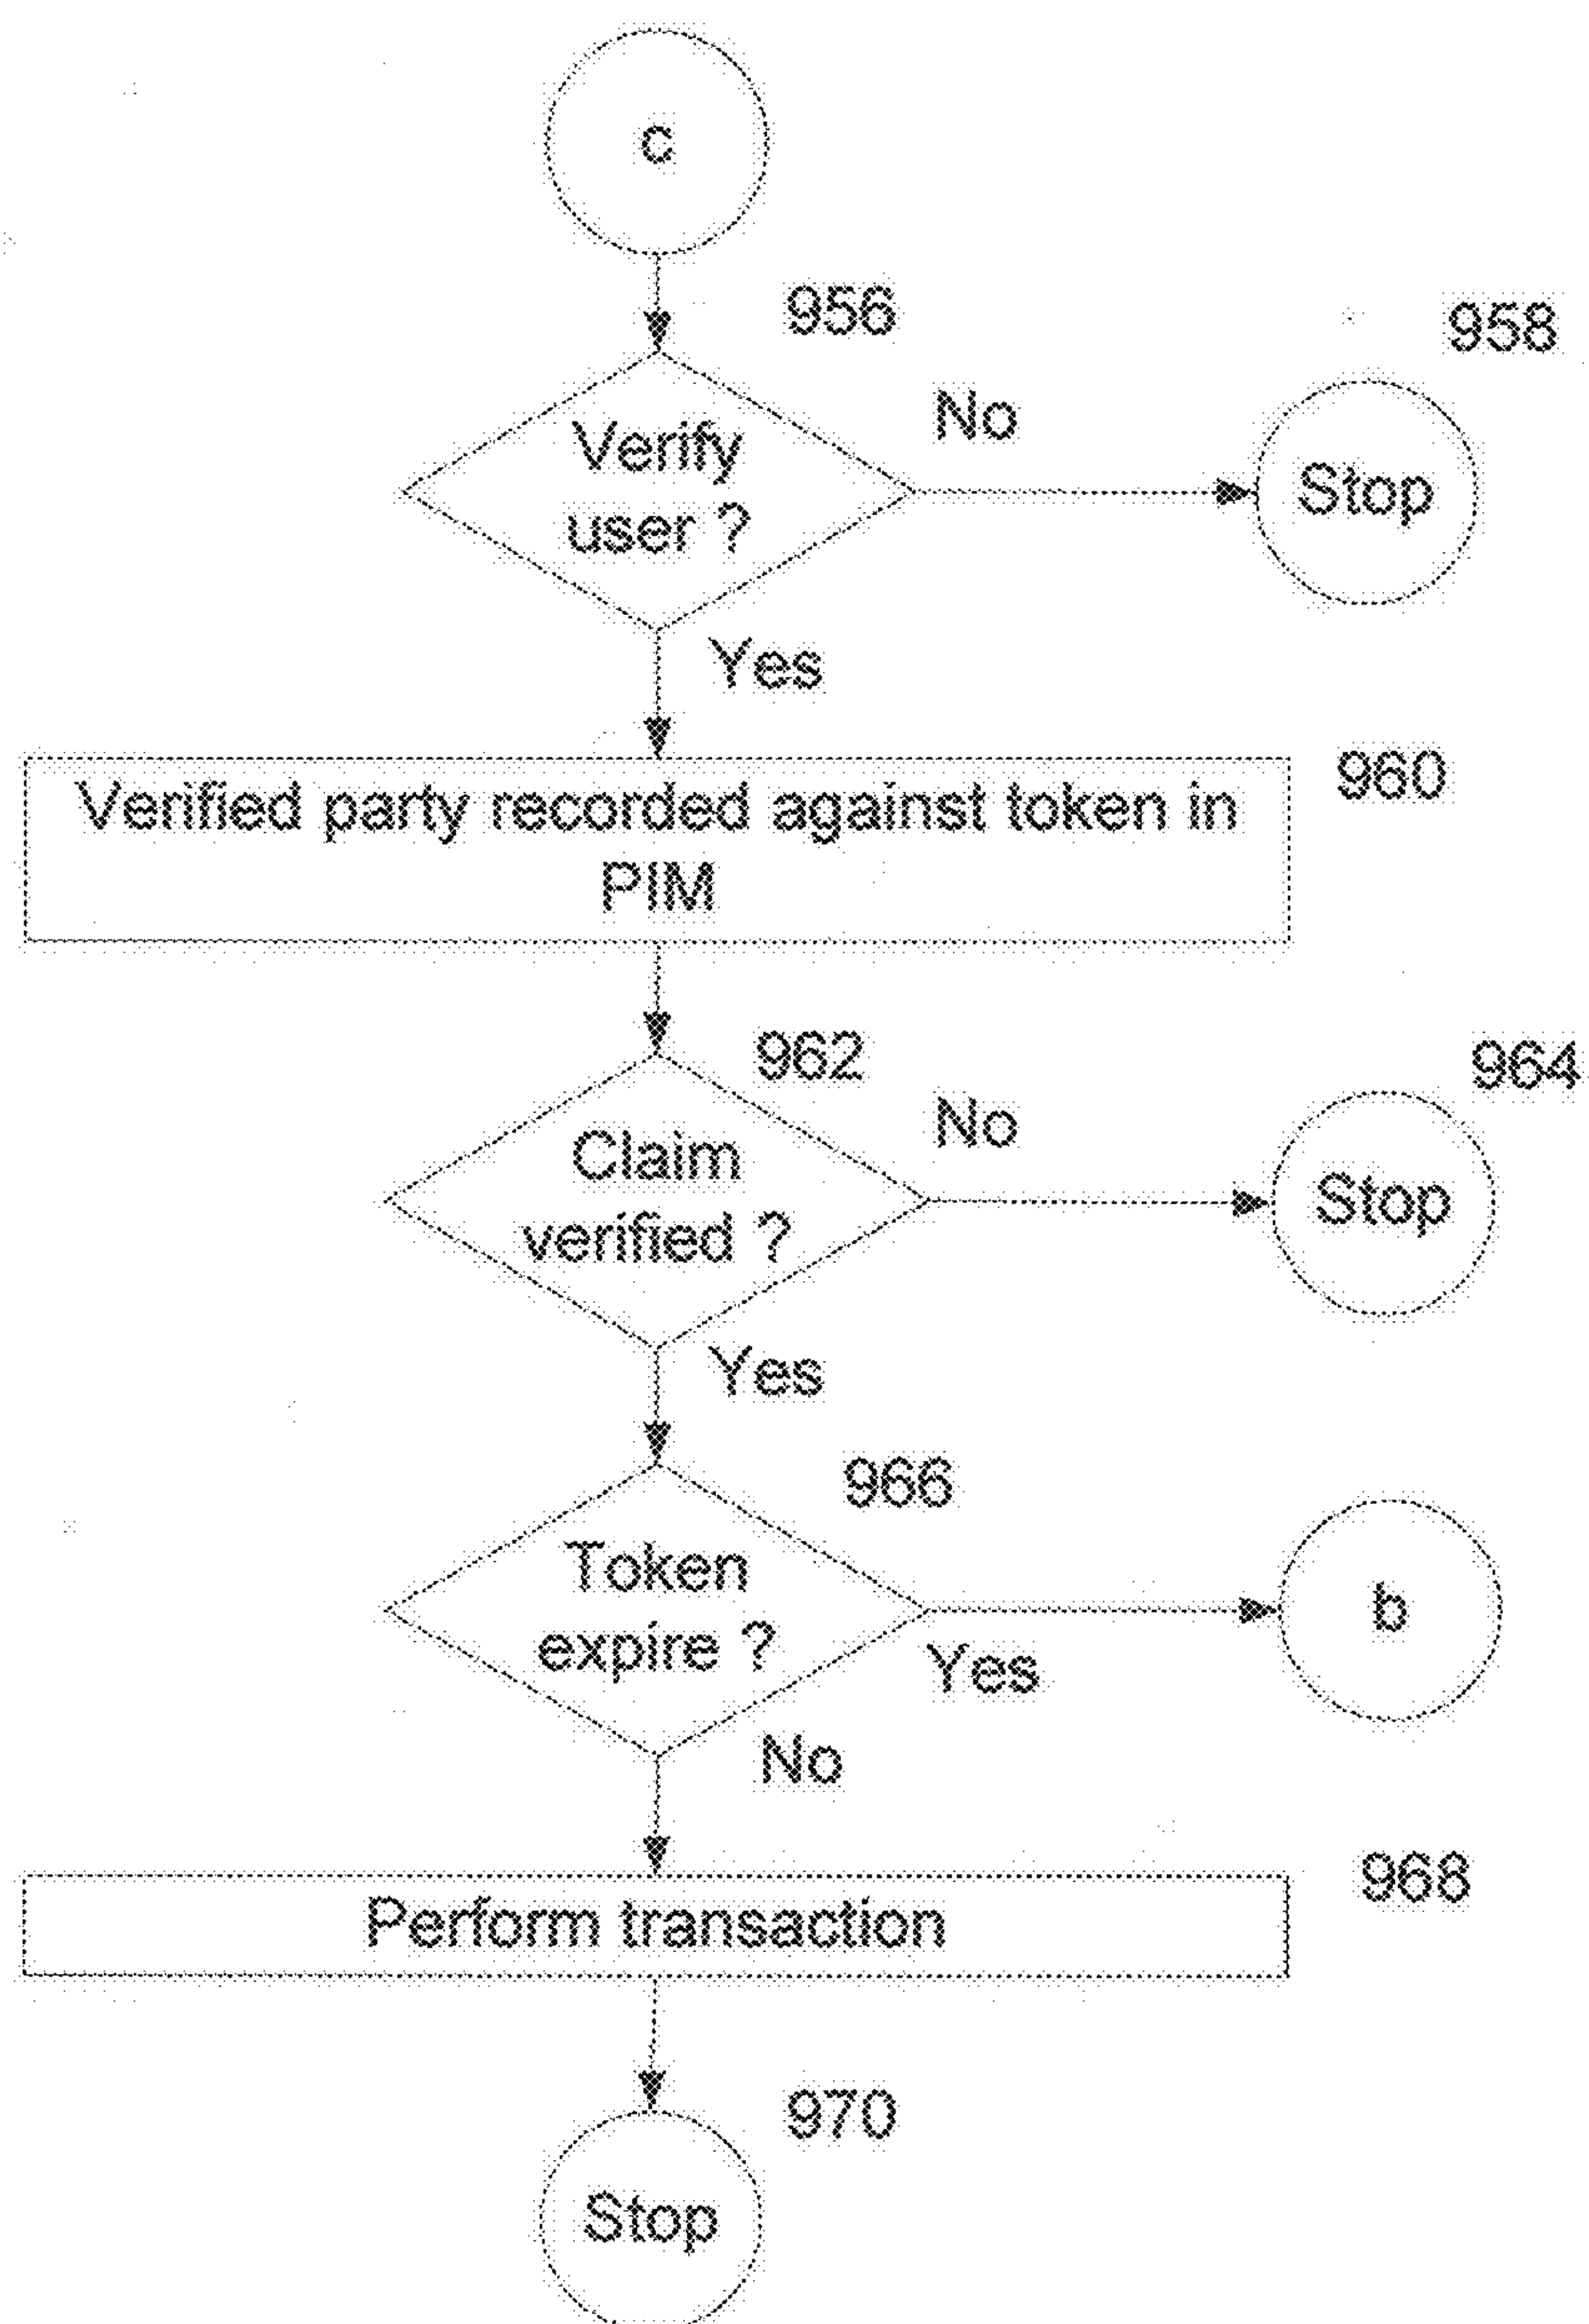 c
956
958
Verify
user ?
No
Stop
Yes
960
Verified party recorded against token in
PIM
962
964
Claim
verified ?
No
Stop
Yes
966
Token
expire ?
b
Yes
No
968
Perform transaction
970
Stop